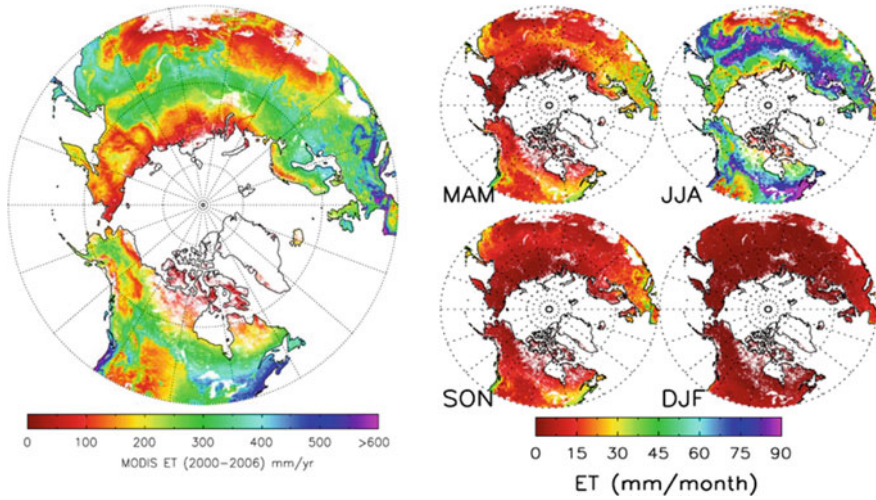 MAM JJA
SON DJF
0 100 200 300 400 500 >600
MODIS ET (2000–2006) mm/yr
0 15 30 45 60 75 90
ET (mm/month)